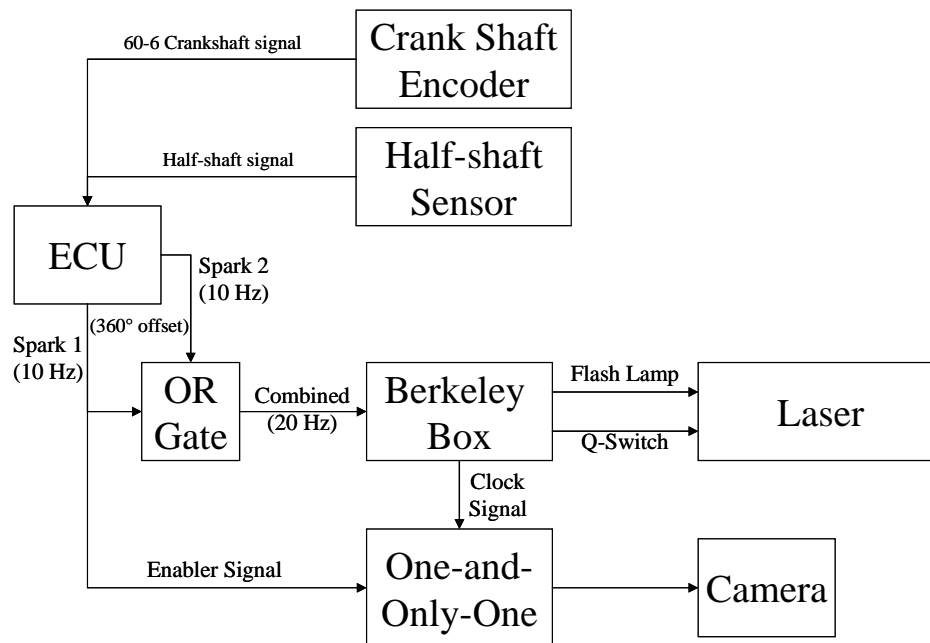 60-6 Crankshaft signal
Crank Shaft
Encoder
Half-shaft signal
Half-shaft
Sensor
ECU
Spark 2
(10 Hz)
(360° offset)
Spark 1
(10 Hz)
OR
Gate
Combined
(20 Hz)
Berkeley
Box
Flash Lamp
Q-Switch
Laser
Clock
Signal
Enabler Signal
One-and-
Only-One
Camera